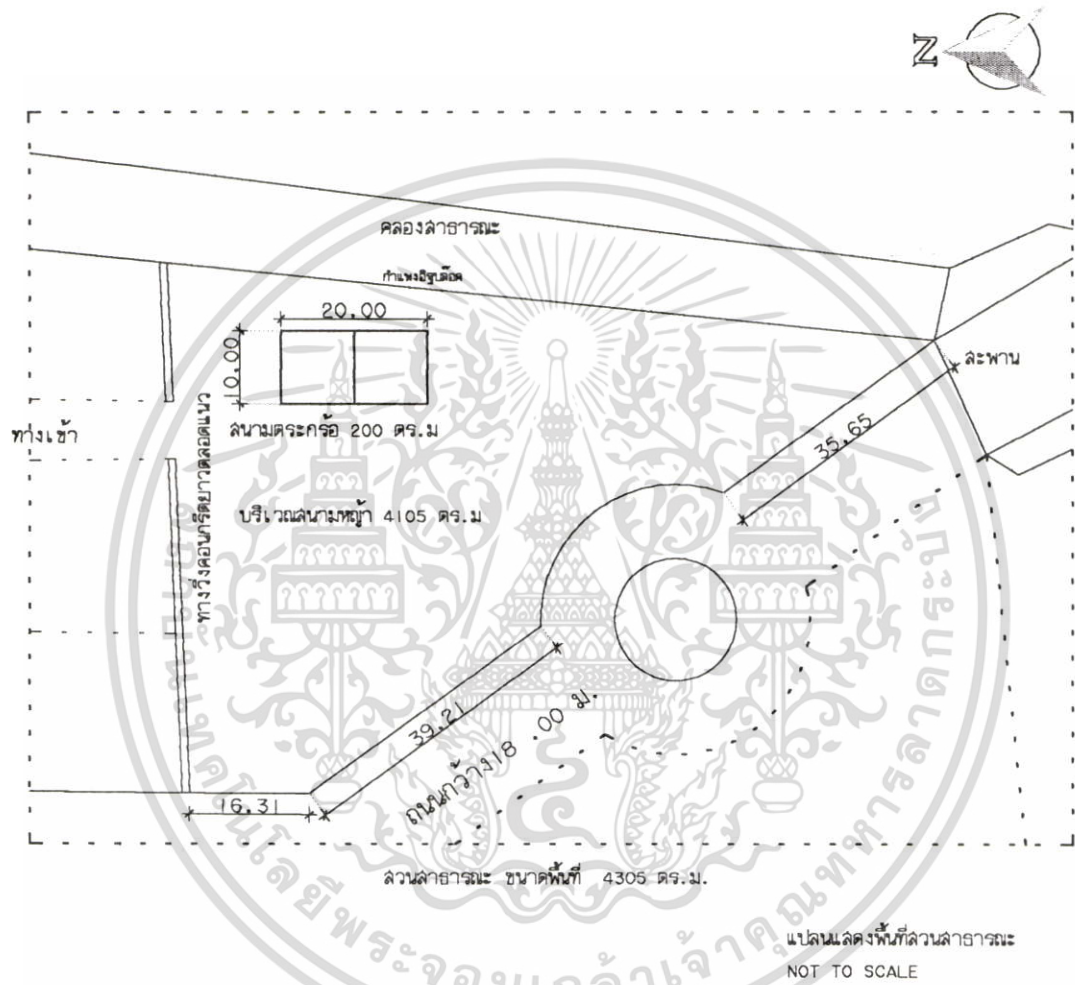 N
คลองสาธารณะ
กำแพงอิฐบล๊อค
20.00
10.00
สะพาน
ทางเข้า
สนามตระกร้อ 200 ตร.ม
35.65
ทางวิ่งคอนกรีตยาวตลอดแนว
บริเวณสนามหญ้า 4105 ตร.ม
39.21
ถนนกว้าง18 .00 ม.
16.31
สวนสาธารณะ ขนาดพื้นที่ 4305 ตร.ม.
แปลนแสดงพื้นที่สวนสาธารณะ
NOT TO SCALE